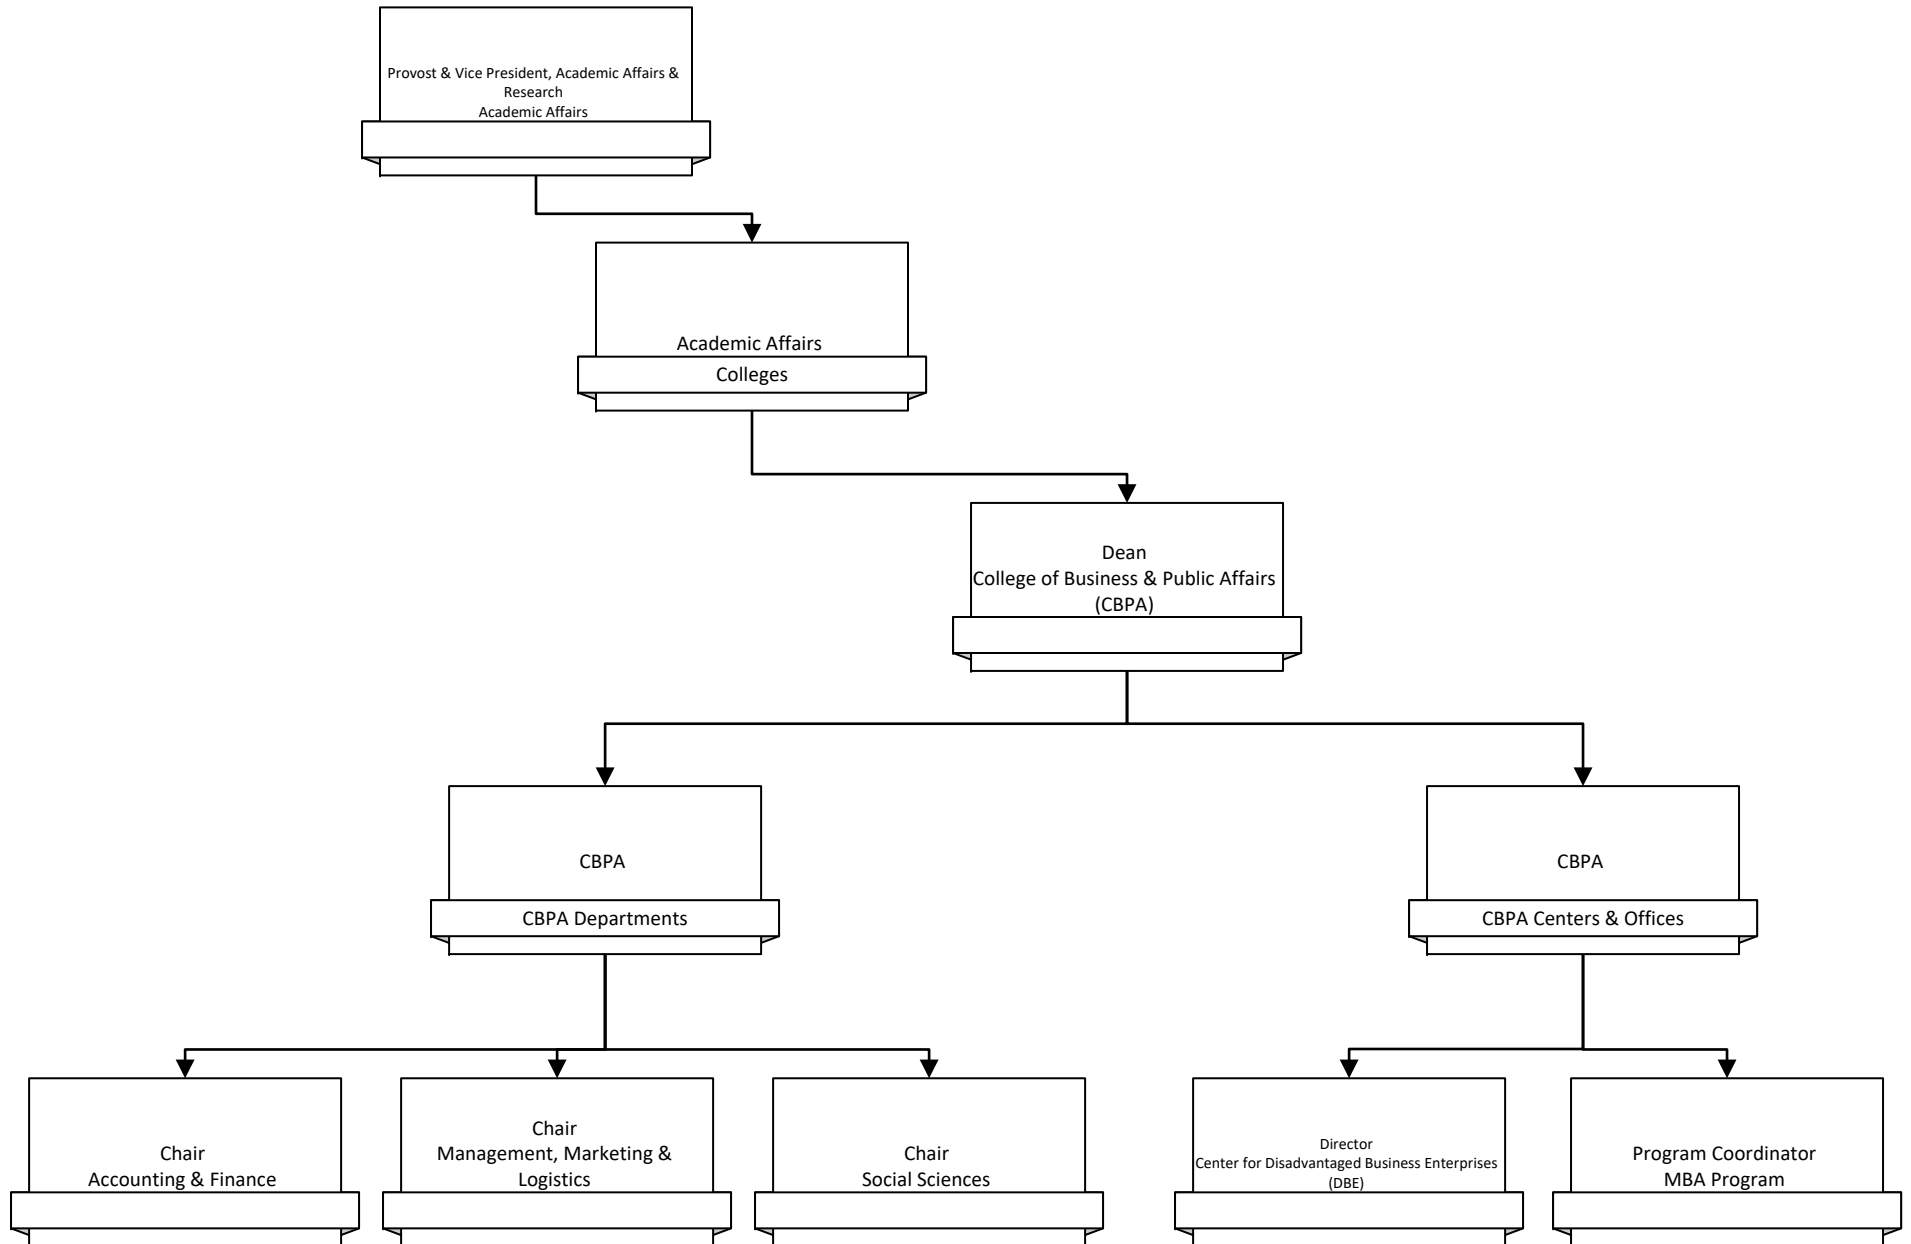 Provost & Vice President, Academic Affairs &
Research
Academic Affairs
Academic Affairs
Colleges
Dean
College of Business & Public Affairs
(CBPA)
CBPA
CBPA Departments
CBPA
CBPA Centers & Offices
Chair
Accounting & Finance
Chair
Management, Marketing &
Logistics
Chair
Social Sciences
Director
Center for Disadvantaged Business Enterprises
(DBE)
Program Coordinator
MBA Program